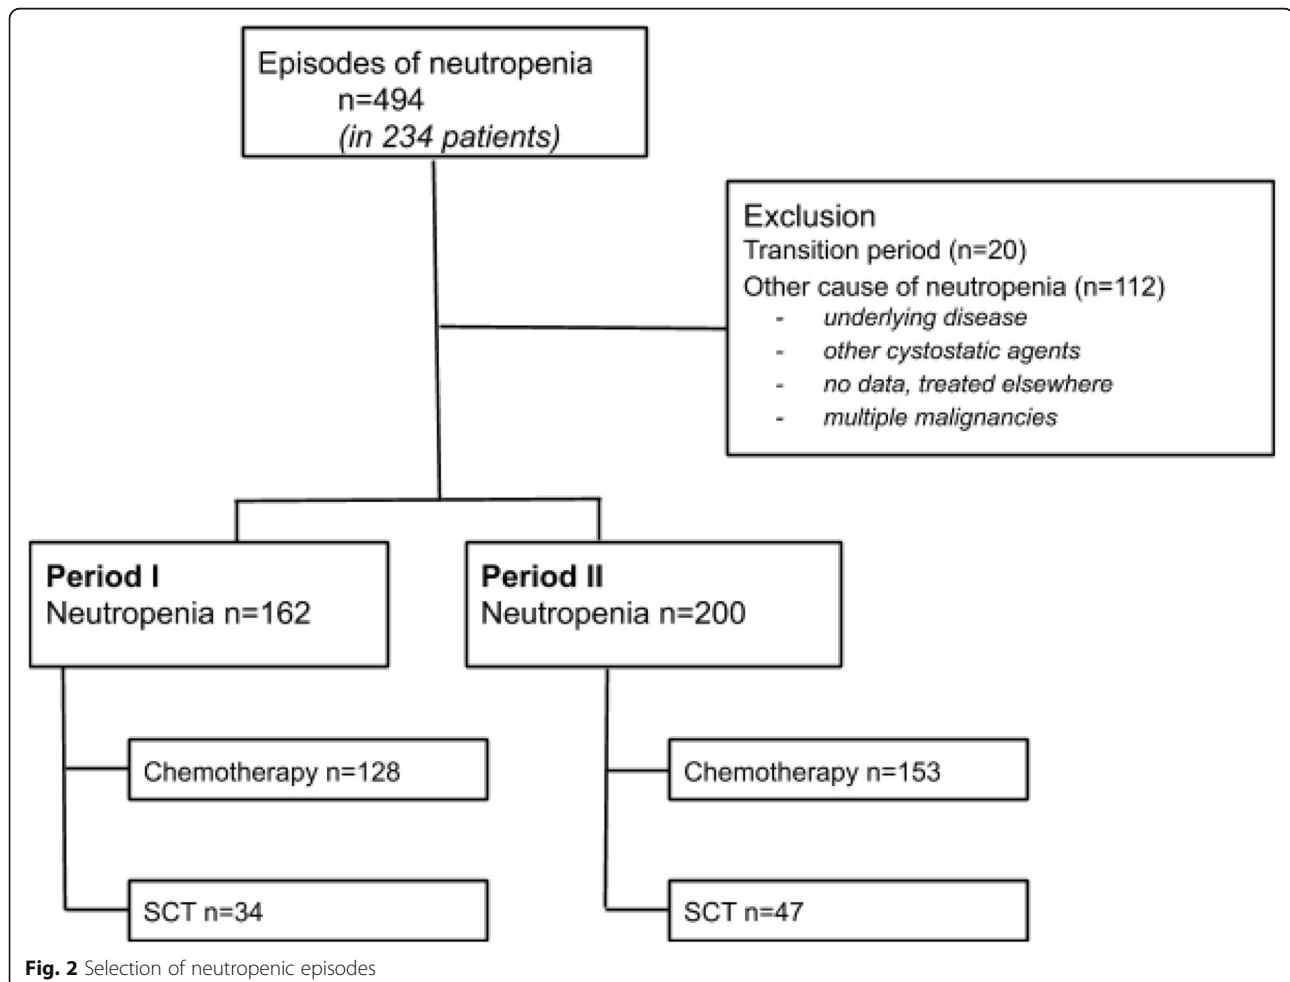 Episodes of neutropenia
n=494
(in 234 patients)
Exclusion
Transition period (n=20)
Other cause of neutropenia (n=112)
- underlying disease
- other cystostatic agents
- no data, treated elsewhere
- multiple malignancies
Period I
Neutropenia n=162
Period II
Neutropenia n=200
Chemotherapy n=128
Chemotherapy n=153
SCT n=34
SCT n=47
Fig. 2 Selection of neutropenic episodes